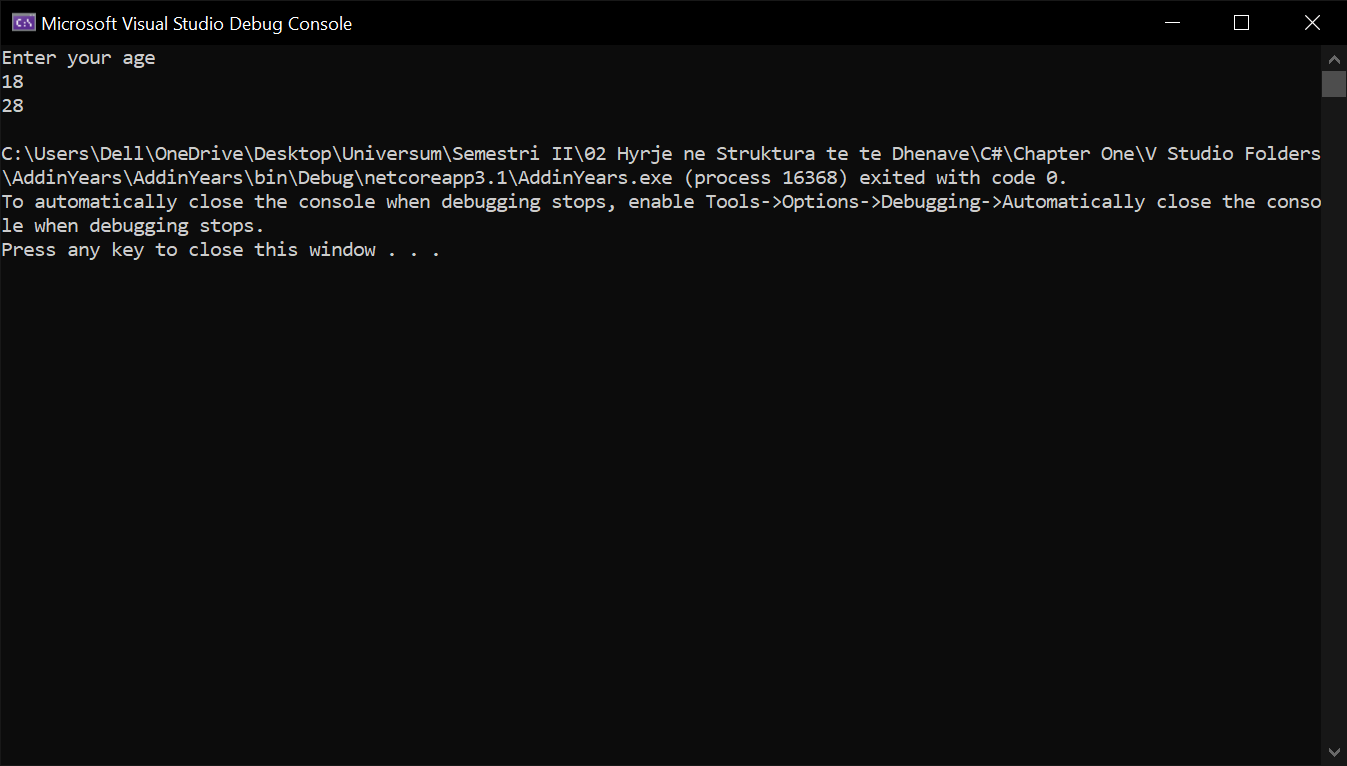 Microsoft Visual Studio Debug Console
Enter your age
18
28
C:\Users\Dell\OneDrive\Desktop\Universum\Semestri II\02 Hyrje ne Struktura te te Dhenave\C#\Chapter One\V Studio Folders
\AddinYears\AddinYears\bin\Debug\netcoreapp3.1\AddinYears.exe (process 16368) exited with code 0.
To automatically close the console when debugging stops, enable Tools->Options->Debugging->Automatically close the conso
le when debugging stops.
Press any key to close this window . . .